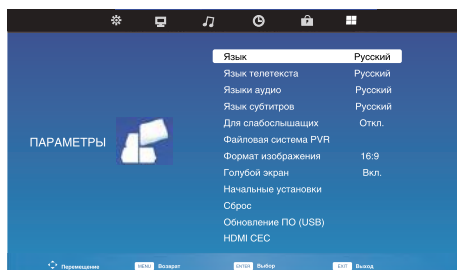 Язык Русский
Язык телетекста Русский
Языки аудио Русский
Язык субтитров Русский
Для слабослышащих Откл.
Файловая система PVR
ПАРАМЕТРЫ
Формат изображения 16:9
Голубой экран Вкл.
Начальные установки
Сброс
Обновление ПО (USB)
HDMI CEC
Перемещение MENU Возврат ENTER Выбор EXIT Выход